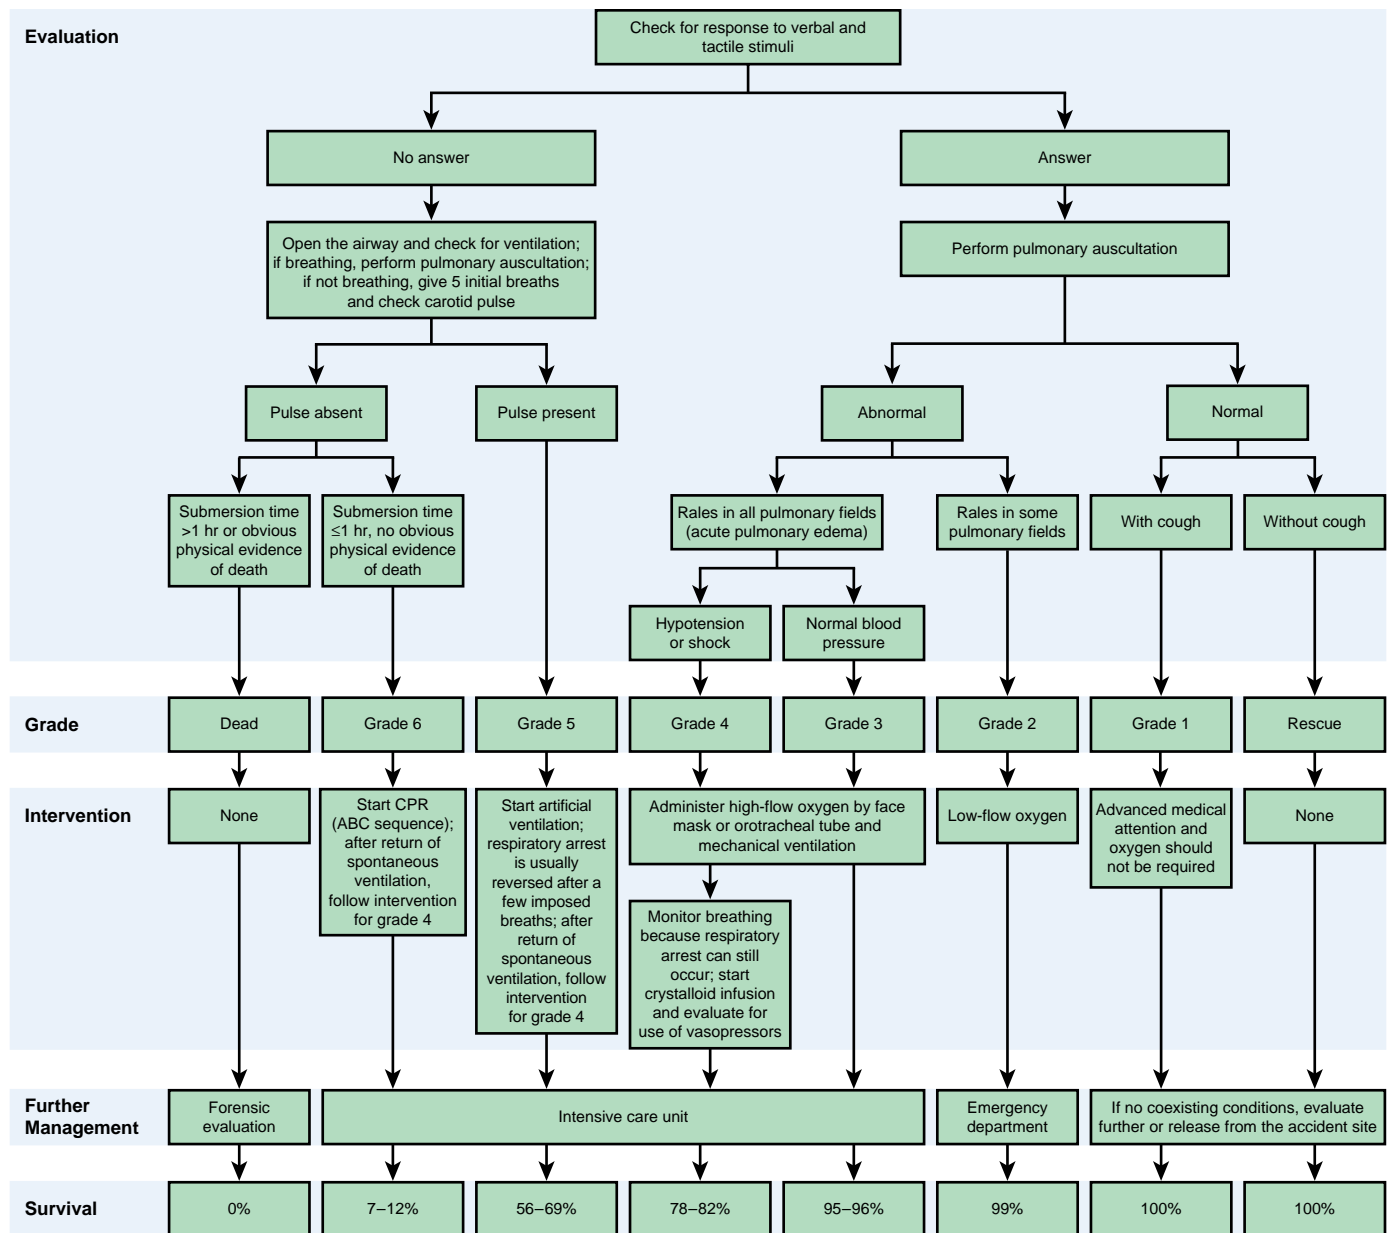 Evaluation
Check for response to verbal and
tactile stimuli
No answer
Answer
Open the airway and check for ventilation;
if breathing, perform pulmonary auscultation;
if not breathing, give 5 initial breaths
and check carotid pulse
Perform pulmonary auscultation
Pulse absent
Pulse present
Abnormal
Normal
Submersion time
>1 hr or obvious
physical evidence
of death
Submersion time
≤1 hr, no obvious
physical evidence
of death
Rales in all pulmonary fields
(acute pulmonary edema)
Rales in some
pulmonary fields
With cough
Without cough
Hypotension
or shock
Normal blood
pressure
Grade
Dead
Grade 6
Grade 5
Grade 4
Grade 3
Grade 2
Grade 1
Rescue
Intervention
None
Start CPR
(ABC sequence);
after return of
spontaneous
ventilation,
follow intervention
for grade 4
Start artificial
ventilation;
respiratory arrest
is usually
reversed after a
few imposed
breaths; after
return of
spontaneous
ventilation, follow
intervention
for grade 4
Administer high-flow oxygen by face
mask or orotracheal tube and
mechanical ventilation
Monitor breathing
because respiratory
arrest can still
occur; start
crystalloid infusion
and evaluate for
use of vasopressors
Low-flow oxygen
Advanced medical
attention and
oxygen should
not be required
None
Further
Management
Forensic
evaluation
Intensive care unit
Emergency
department
If no coexisting conditions, evaluate
further or release from the accident site
Survival
0%
7–12%
56–69%
78–82%
95–96%
99%
100%
100%